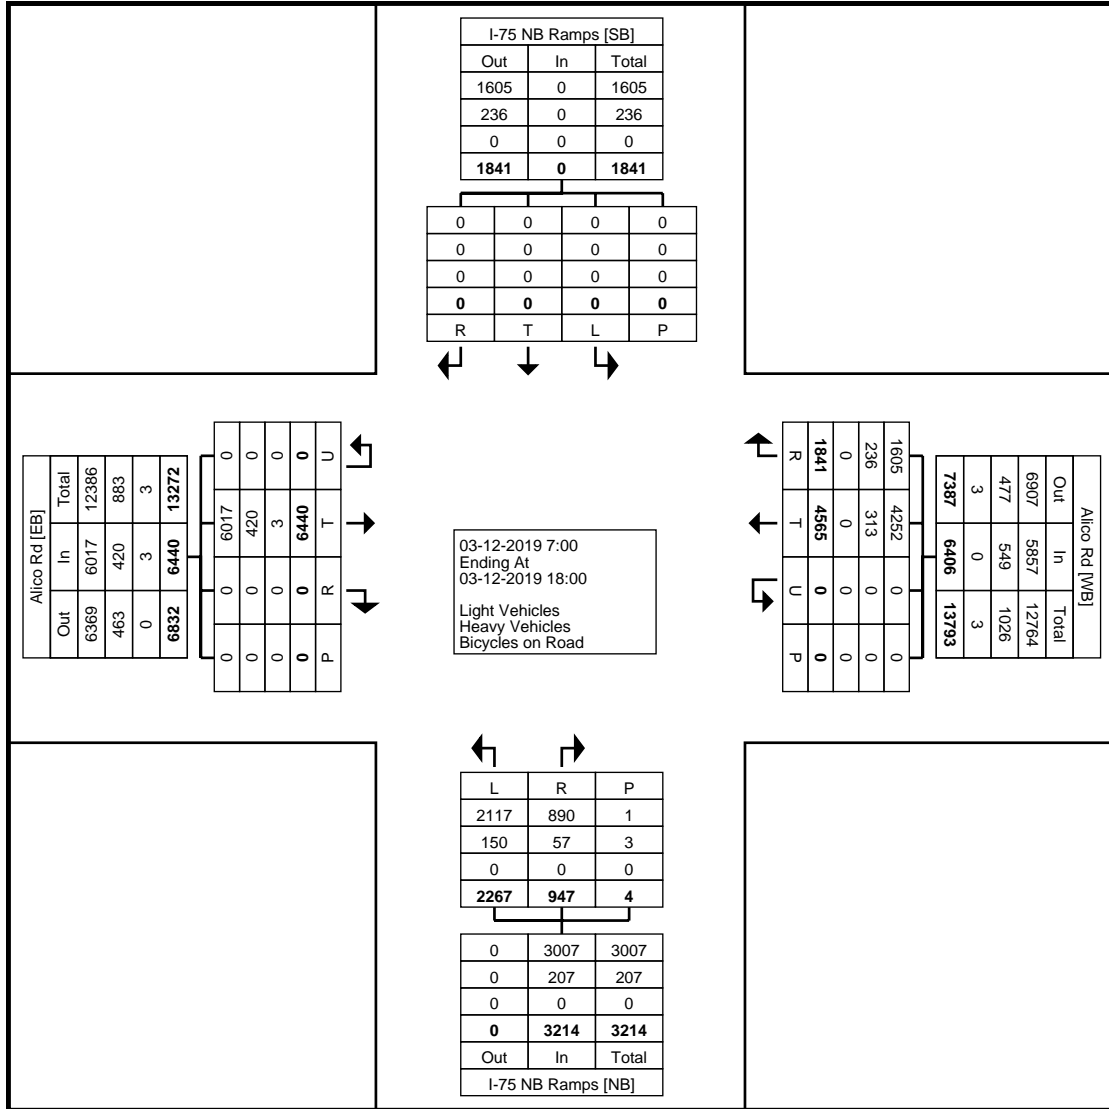 I-75 NB Ramps [SB]
Out In Total
1605 0 1605
236 0 236
0 0 0
1841 0 1841
0 0 0 0
0 0 0 0
0 0 0 0
0 0 0 0
R T L P
Alico Rd [EB]
Total In Out
12386 6017 6369
883 420 463
3 3 0
13272 6440 6832
0 6017 0 0
0 420 0 0
0 3 0 0
0 6440 0 0
U T R P
03-12-2019 7:00
Ending At
03-12-2019 18:00
Light Vehicles
Heavy Vehicles
Bicycles on Road
R T U P
1841 4565 0 0
0 0 0 0
236 313 0 0
1605 4252 0 0
Alico Rd [WB]
Out In Total
6907 5857 12764
477 549 1026
3 0 3
7387 6406 13793
L R P
2117 890 1
150 57 3
0 0 0
2267 947 4
0 3007 3007
0 207 207
0 0 0
0 3214 3214
Out In Total
I-75 NB Ramps [NB]